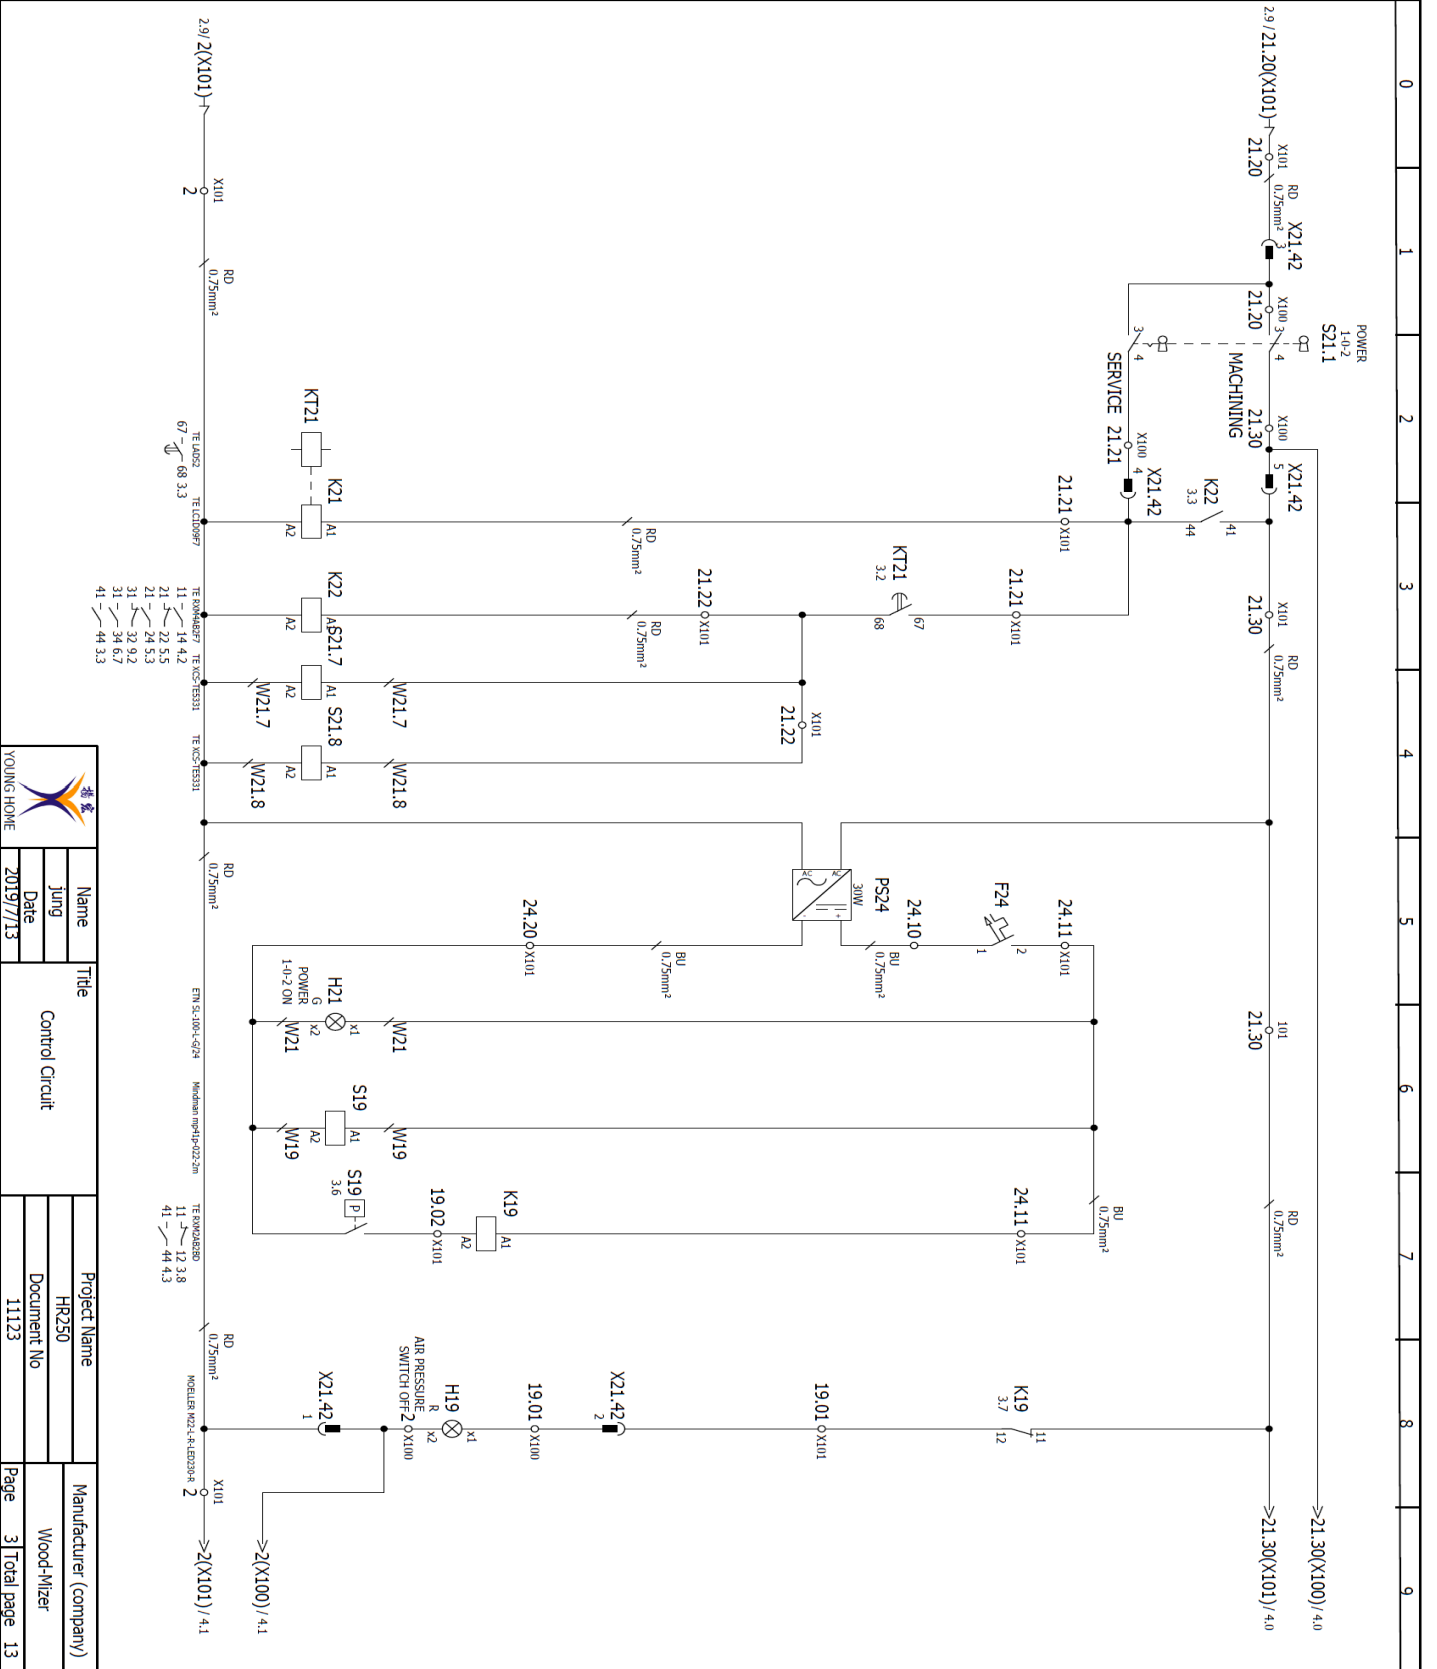 0
1
2
3
4
5
6
7
8
9
2.9 / 21.20(X101)
X101
21.20
RD
0.75mm²
X21.42
3
X100
21.20
POWER
1-0-2
S21.1
3
4
MACHINING
X100
21.30
X21.42
5
3
4
SERVICE
X100
21.21
X21.42
4
K22
3.3
41
44
X101
21.30
RD
0.75mm²
101
21.30
RD
0.75mm²
21.30(X100) / 4.0
21.30(X101) / 4.0
21.21
X101
RD
0.75mm²
KT21
K21
A1
A2
21.21
X101
KT21
3.2
67
68
21.22
X101
RD
0.75mm²
K22
A1
A2
X101
21.22
W21.7
S21.7
A1
A2
W21.7
W21.8
S21.8
A1
A2
W21.8
PS24
30W
AC
AC
+
-
24.10
BU
0.75mm²
F24
1
2
24.11
X101
BU
0.75mm²
24.20
X101
W21
H21
x1
x2
G
POWER
1-0-2 ON
W21
W19
S19
A1
A2
W19
BU
0.75mm²
24.11
X101
K19
A1
A2
19.02
X101
S19
3.6
P
K19
3.7
11
12
19.01
X101
X21.42
2
19.01
X100
H19
x1
x2
R
AIR PRESSURE
SWITCH OFF
2
X100
X21.42
1
2(X100) / 4.1
2.9/ 2(X101)
X101
2
RD
0.75mm²
RD
0.75mm²
RD
0.75mm²
X101
2
2(X101) / 4.1
TE LADS2
67
68 3.3
TE LC1D09F7
TE RXM4AB2F7
11
14 4.2
21
22 5.5
21
24 5.3
31
32 9.2
31
34 6.7
41
44 3.3
TE XCS-TE5331
TE XCS-TE5331
ETN SL-100-L-G/24
Mindman mp41p-022-2m
TE RXM2AB2BD
11
12 3.8
41
44 4.3
MOELLER M22-L-R-LED230-R
揚宏
YOUNG HOME
Name
jung
Date
2019/7/13
Title
Control Circuit
Project Name
HR250
Document No
11123
Manufacturer (company)
Wood-Mizer
Page 3
Total page 13